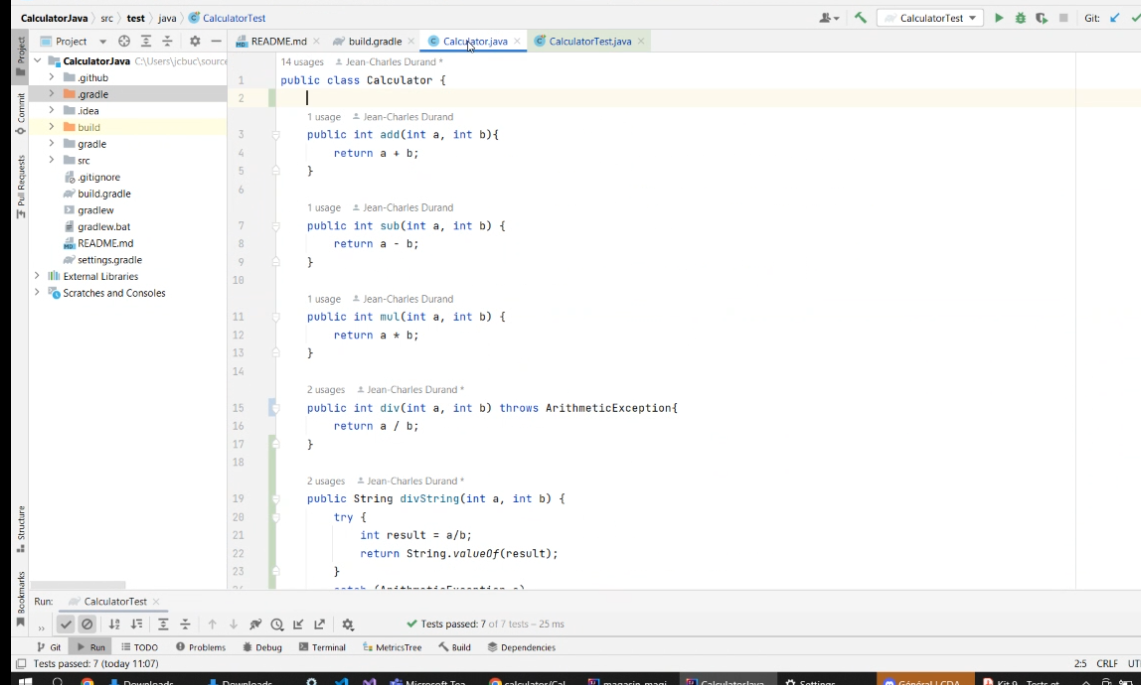 CalculatorJava src test java CalculatorTest
CalculatorTest
Git:
Project
README.md
build.gradle
Calculator.java
CalculatorTest.java
Project
Commit
Pull Requests
Structure
Bookmarks
CalculatorJava C:\Users\jcbuc\source
.github
.gradle
.idea
build
gradle
src
.gitignore
build.gradle
gradlew
gradlew.bat
README.md
settings.gradle
External Libraries
Scratches and Consoles
14 usages Jean-Charles Durand *
1 public class Calculator {
2
1 usage Jean-Charles Durand
3 public int add(int a, int b){
4 return a + b;
5 }
6
1 usage Jean-Charles Durand
7 public int sub(int a, int b) {
8 return a - b;
9 }
10
1 usage Jean-Charles Durand
11 public int mul(int a, int b) {
12 return a * b;
13 }
14
2 usages Jean-Charles Durand *
15 public int div(int a, int b) throws ArithmeticException{
16 return a / b;
17 }
18
2 usages Jean-Charles Durand *
19 public String divString(int a, int b) {
20 try {
21 int result = a/b;
22 return String.valueOf(result);
23 }
catch (ArithmeticException e)
Run: CalculatorTest
Tests passed: 7 of 7 tests – 25 ms
Git Run TODO Problems Debug Terminal MetricsTree Build Dependencies
Tests passed: 7 (today 11:07)
2:5 CRLF
Downloads Downloads Microsoft Tea calculator/Cal magasin_magi CalculatorJava Settings Général LCDA Kit 9 - Tests et